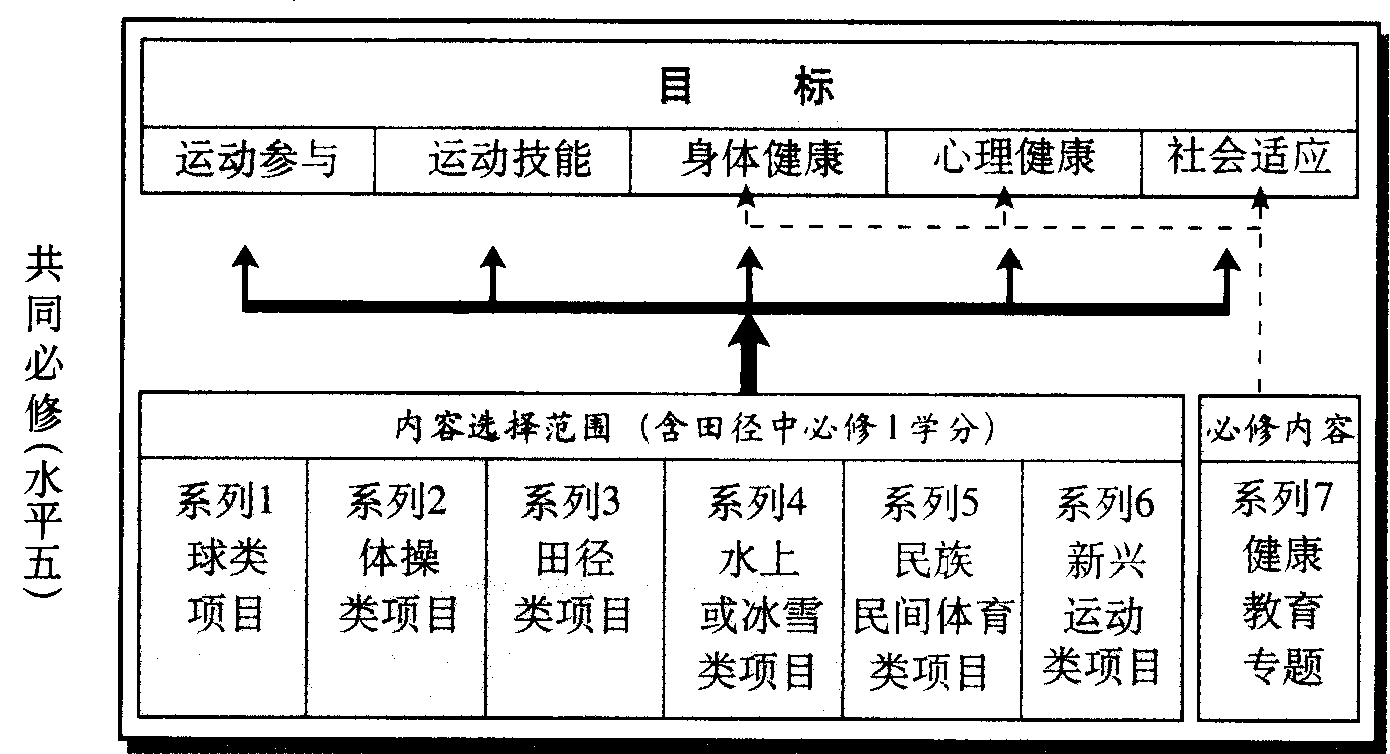 目 标
运动参与 运动技能 身体健康 心理健康 社会适应
共同必修(水平五)
内容选择范围(含田径中必修1学分) 必修内容
系列1 系列2 系列3 系列4 系列5 系列6 系列7
球类 体操 田径 水上 民族 新兴 健康
项目 类项目 类项目 或冰雪 民间体育 运动 教育
类项目 类项目 类项目 专题